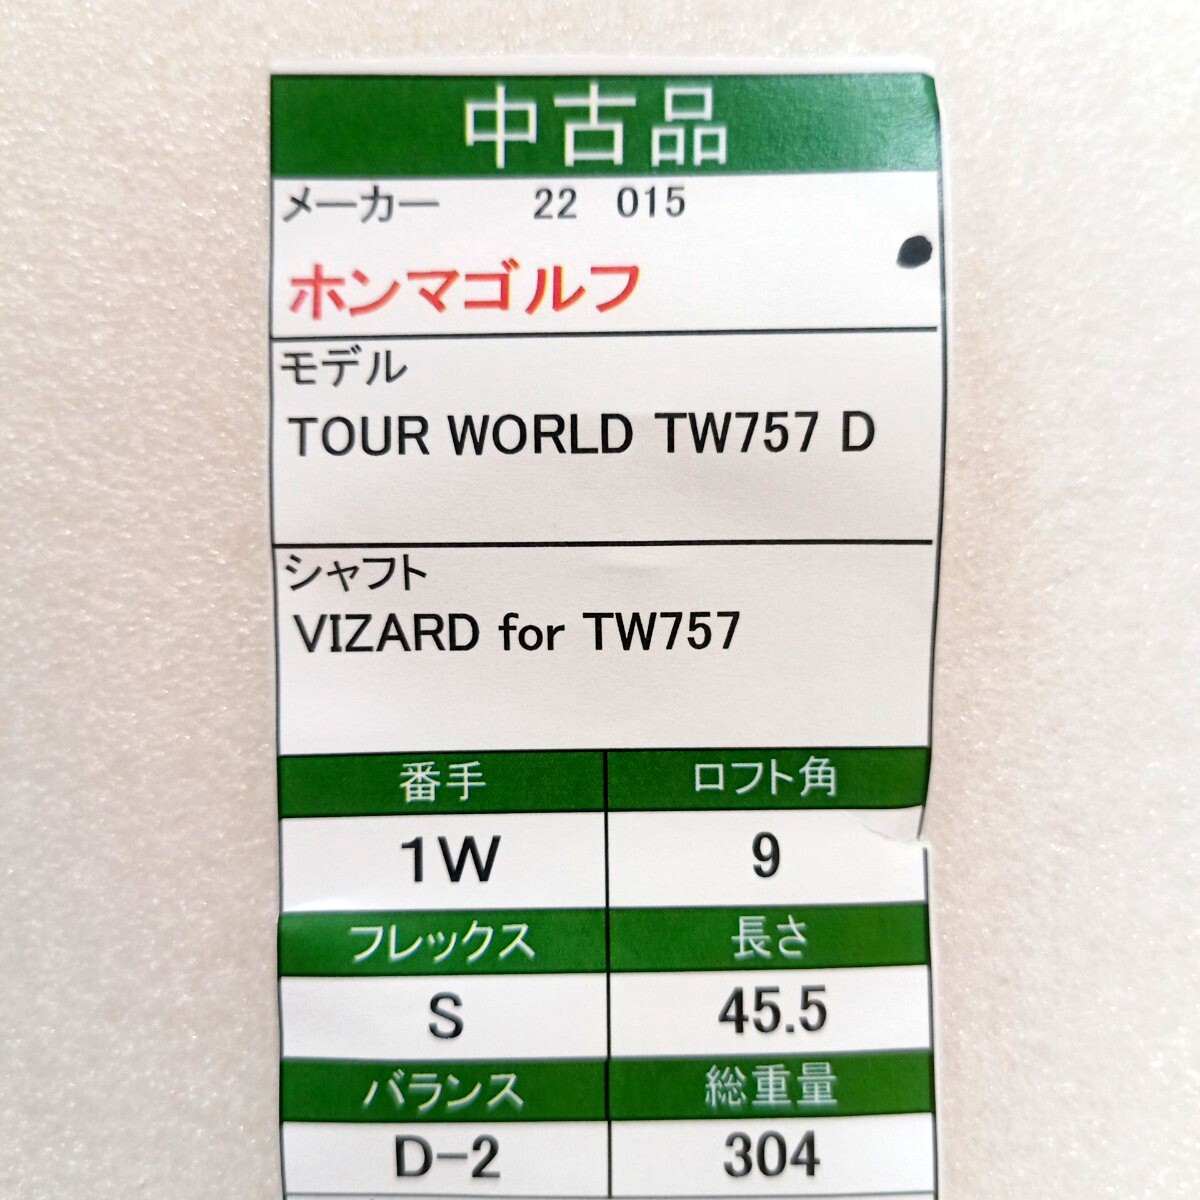 中古品
メーカー 22 015
ホンマゴルフ
モデル
TOUR WORLD TW757 D
シャフト
VIZARD for TW757
番手 ロフト角
1W 9
フレックス 長さ
S 45.5
バランス 総重量
D-2 304